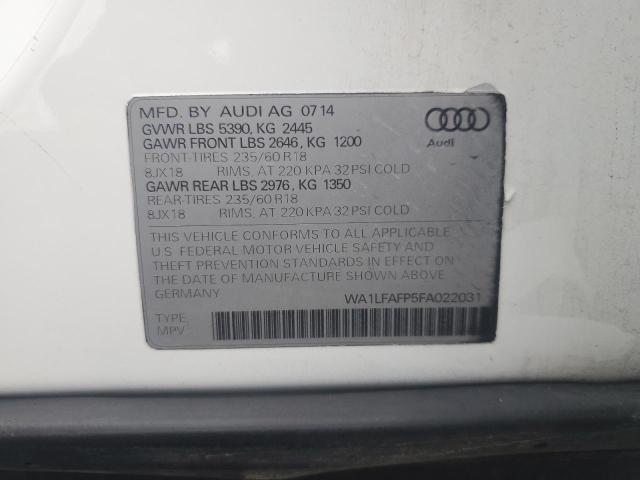 MFD. BY AUDI AG 07 14
GVWR LBS 5390, KG 2445
GAWR FRONT LBS 2646, KG 1200
FRONT-TIRES 235/60 R18
8JX18 RIMS, AT 220 KPA 32 PSI COLD
GAWR REAR LBS 2976, KG 1350
REAR-TIRES 235/60 R18
8JX18 RIMS, AT 220 KPA 32 PSI COLD
Audi
THIS VEHICLE CONFORMS TO ALL APPLICABLE
U.S. FEDERAL MOTOR VEHICLE SAFETY AND
THEFT PREVENTION STANDARDS IN EFFECT ON
THE DATE OF MANUFACTURE SHOWN ABOVE.
GERMANY WA1LFAFP5FA022031
TYPE:
MPV